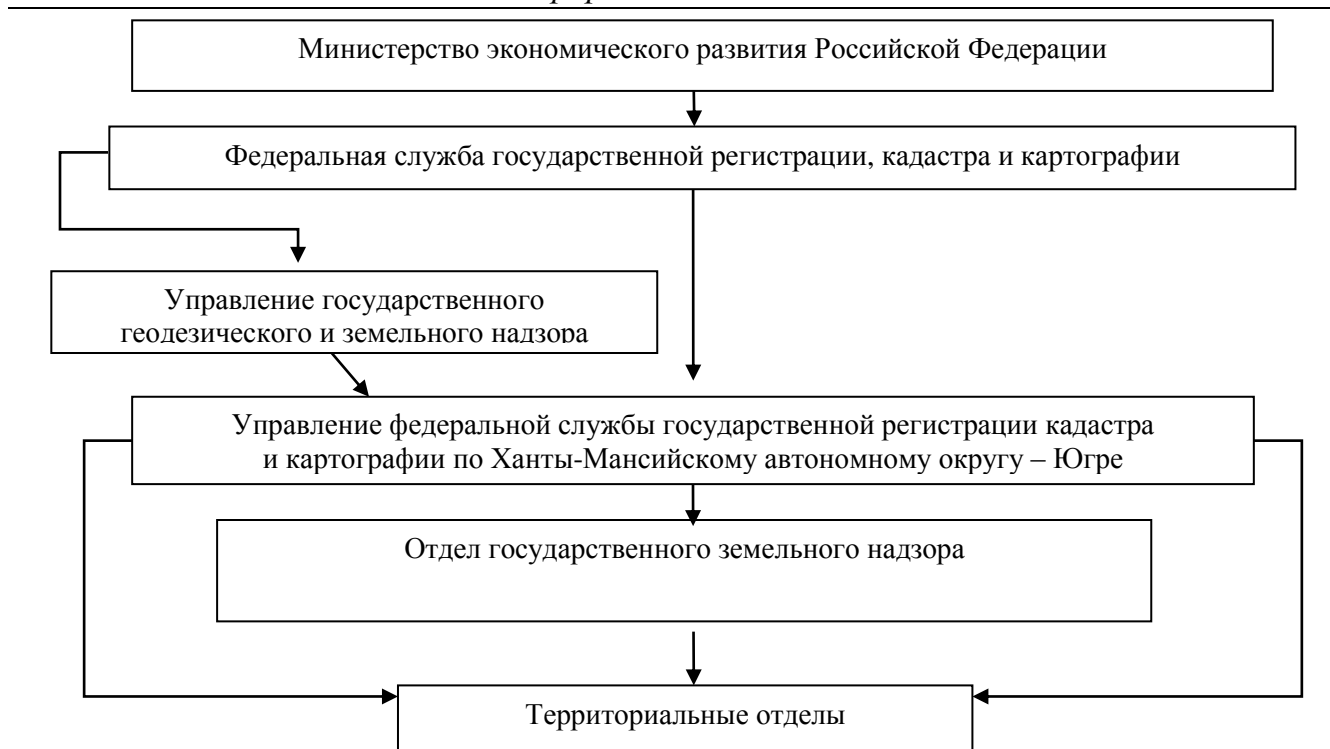 Министерство экономического развития Российской Федерации
Федеральная служба государственной регистрации, кадастра и картографии
Управление государственного
геодезического и земельного надзора
Управление федеральной службы государственной регистрации кадастра
и картографии по Ханты-Мансийскому автономному округу – Югре
Отдел государственного земельного надзора
Территориальные отделы